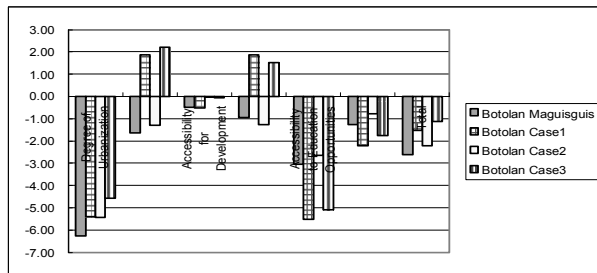 3.00
2.00
1.00
0.00
-1.00
-2.00
-3.00
-4.00
-5.00
-6.00
-7.00
Degree of
Urbanization
Accessibility
for
Development
Accessibility
to Education
Opportunities
Total
Botolan Maguisguis
Botolan Case1
Botolan Case2
Botolan Case3